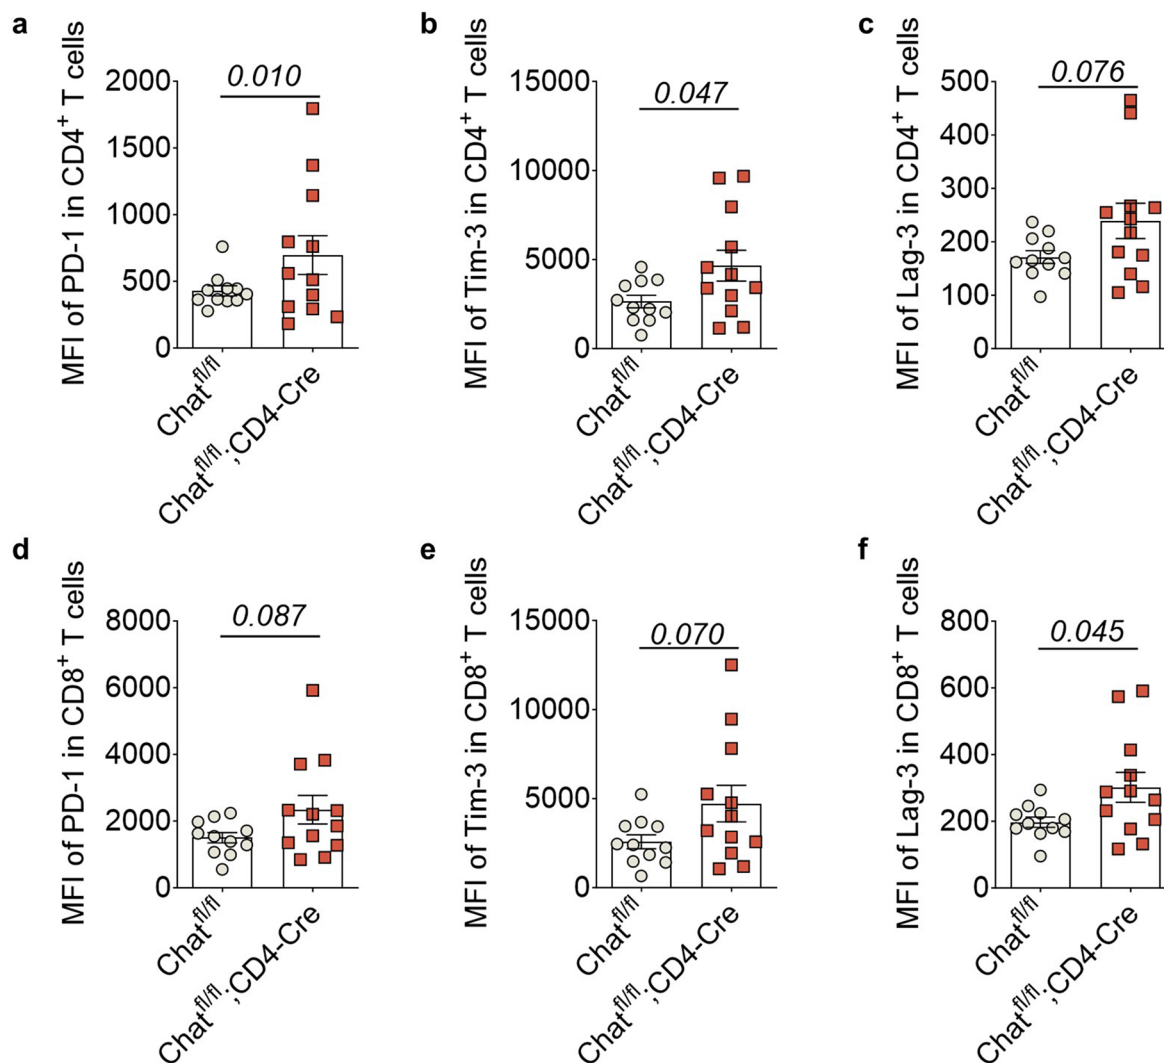 a
MFI of PD-1 in CD4⁺ T cells
2000
1500
1000
500
0
0.010
Chatfl/fl
Chatfl/fl;CD4-Cre
b
MFI of Tim-3 in CD4⁺ T cells
15000
10000
5000
0
0.047
Chatfl/fl
Chatfl/fl;CD4-Cre
c
MFI of Lag-3 in CD4⁺ T cells
500
400
300
200
100
0
0.076
Chatfl/fl
Chatfl/fl;CD4-Cre
d
MFI of PD-1 in CD8⁺ T cells
8000
6000
4000
2000
0
0.087
Chatfl/fl
Chatfl/fl;CD4-Cre
e
MFI of Tim-3 in CD8⁺ T cells
15000
10000
5000
0
0.070
Chatfl/fl
Chatfl/fl;CD4-Cre
f
MFI of Lag-3 in CD8⁺ T cells
800
600
400
200
0
0.045
Chatfl/fl
Chatfl/fl;CD4-Cre